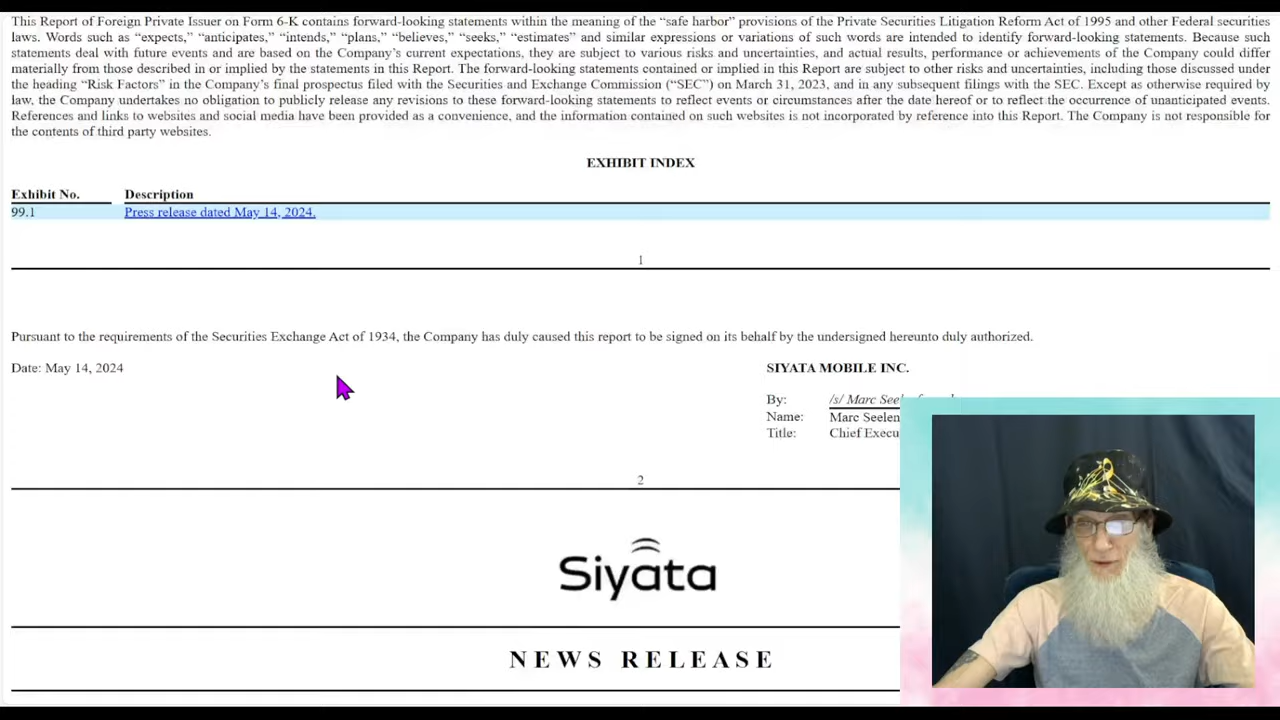 This Report of Foreign Private Issuer on Form 6-K contains forward-looking statements within the meaning of the “safe harbor” provisions of the Private Securities Litigation Reform Act of 1995 and other Federal securities
laws. Words such as “expects,” “anticipates,” “intends,” “plans,” “believes,” “seeks,” “estimates” and similar expressions or variations of such words are intended to identify forward-looking statements. Because such
statements deal with future events and are based on the Company’s current expectations, they are subject to various risks and uncertainties, and actual results, performance or achievements of the Company could differ
materially from those described in or implied by the statements in this Report. The forward-looking statements contained or implied in this Report are subject to other risks and uncertainties, including those discussed under
the heading “Risk Factors” in the Company’s final prospectus filed with the Securities and Exchange Commission (“SEC”) on March 31, 2023, and in any subsequent filings with the SEC. Except as otherwise required by
law, the Company undertakes no obligation to publicly release any revisions to these forward-looking statements to reflect events or circumstances after the date hereof or to reflect the occurrence of unanticipated events.
References and links to websites and social media have been provided as a convenience, and the information contained on such websites is not incorporated by reference into this Report. The Company is not responsible for
the contents of third party websites.
EXHIBIT INDEX
Exhibit No. Description
99.1 Press release dated May 14, 2024.
1
Pursuant to the requirements of the Securities Exchange Act of 1934, the Company has duly caused this report to be signed on its behalf by the undersigned hereunto duly authorized.
Date: May 14, 2024 SIYATA MOBILE INC.
By: /s/ Marc
Name: Marc
Title: Chief
2
Siyata
NEWS RELEASE